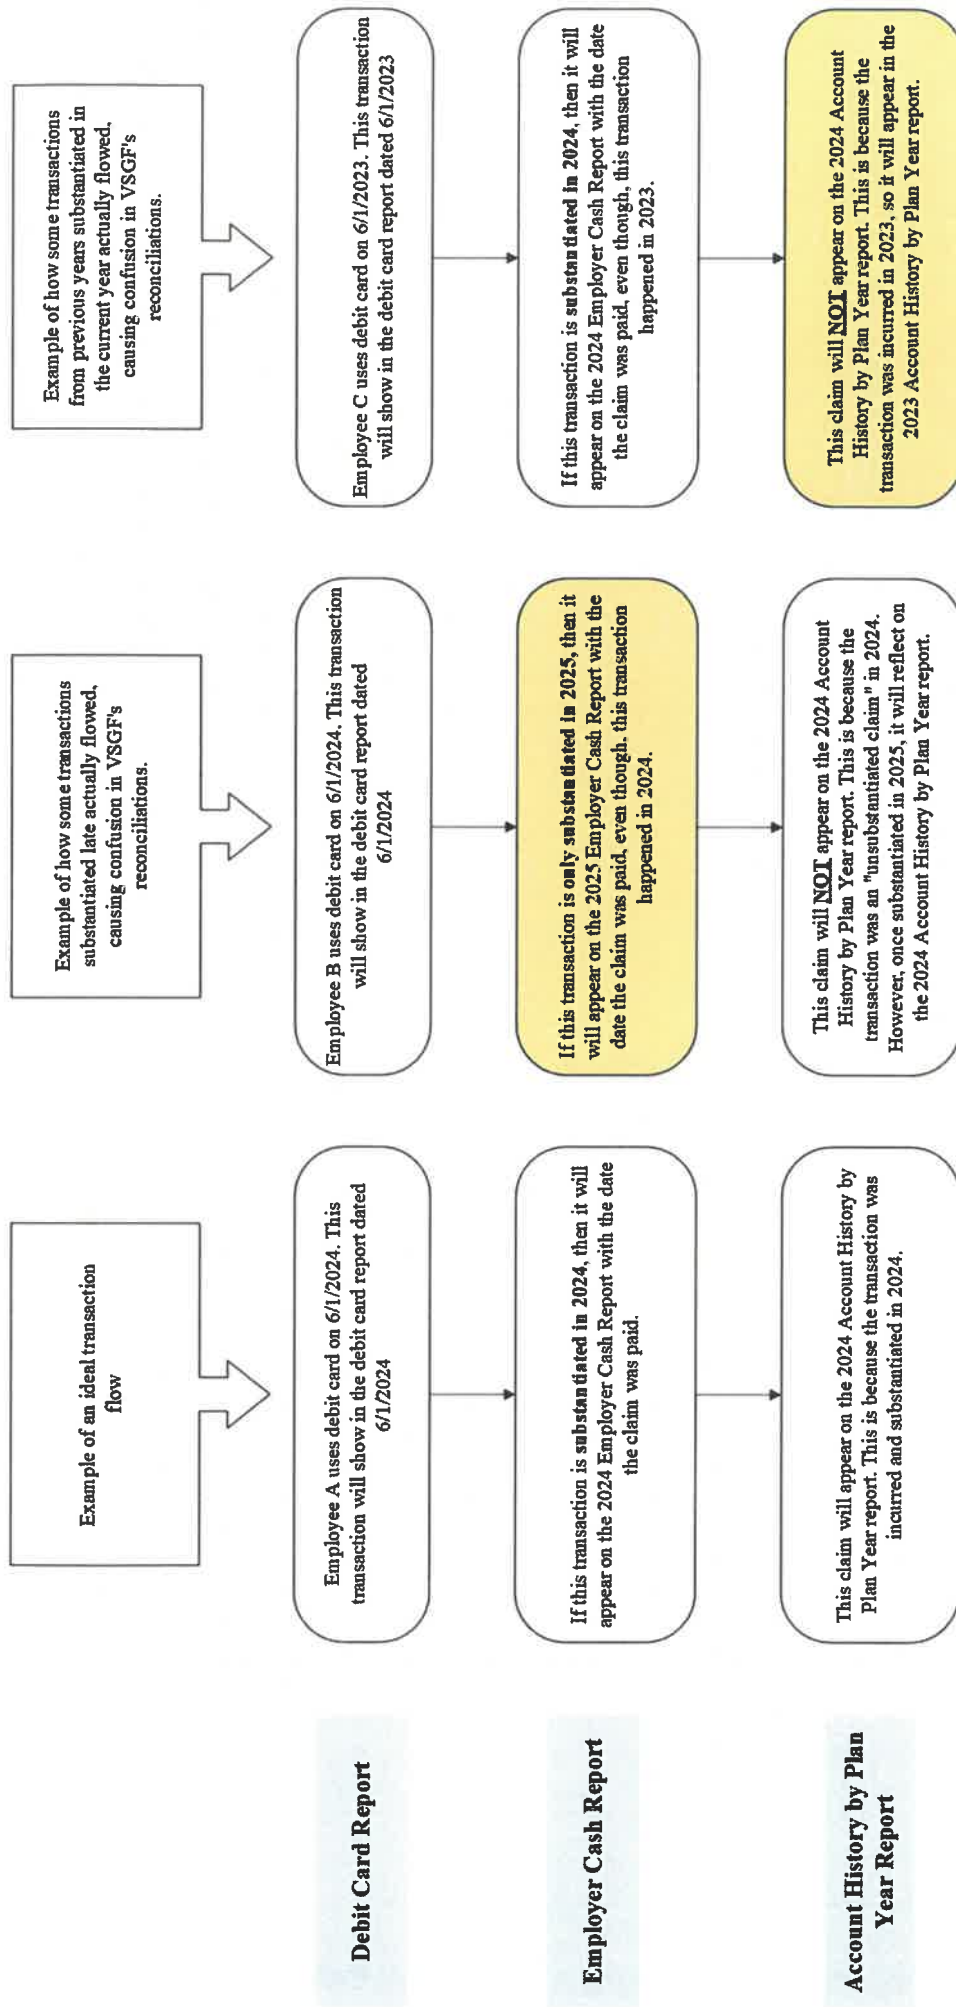 Example of an ideal transaction
flow
Example of how some transactions
substantiated late actually flowed,
causing confusion in VSGF's
reconciliations.
Example of how some transactions
from previous years substantiated in
the current year actually flowed,
causing confusion in VSGF's
reconciliations.
Debit Card Report
Employee A uses debit card on 6/1/2024. This
transaction will show in the debit card report dated
6/1/2024
Employee B uses debit card on 6/1/2024. This transaction
will show in the debit card report dated
6/1/2024
Employee C uses debit card on 6/1/2023. This transaction
will show in the debit card report dated 6/1/2023
Employer Cash Report
If this transaction is substantiated in 2024, then it will
appear on the 2024 Employer Cash Report with the date
the claim was paid.
If this transaction is only substantiated in 2025, then it
will appear on the 2025 Employer Cash Report with the
date the claim was paid, even though, this transaction
happened in 2024.
If this transaction is substantiated in 2024, then it will
appear on the 2024 Employer Cash Report with the date
the claim was paid, even though, this transaction
happened in 2023.
Account History by Plan
Year Report
This claim will appear on the 2024 Account History by
Plan Year report. This is because the transaction was
incurred and substantiated in 2024.
This claim will NOT appear on the 2024 Account
History by Plan Year report. This is because the
transaction was an "unsubstantiated claim" in 2024.
However, once substantiated in 2025, it will reflect on
the 2024 Account History by Plan Year report.
This claim will NOT appear on the 2024 Account
History by Plan Year report. This is because the
transaction was incurred in 2023, so it will appear in the
2023 Account History by Plan Year report.